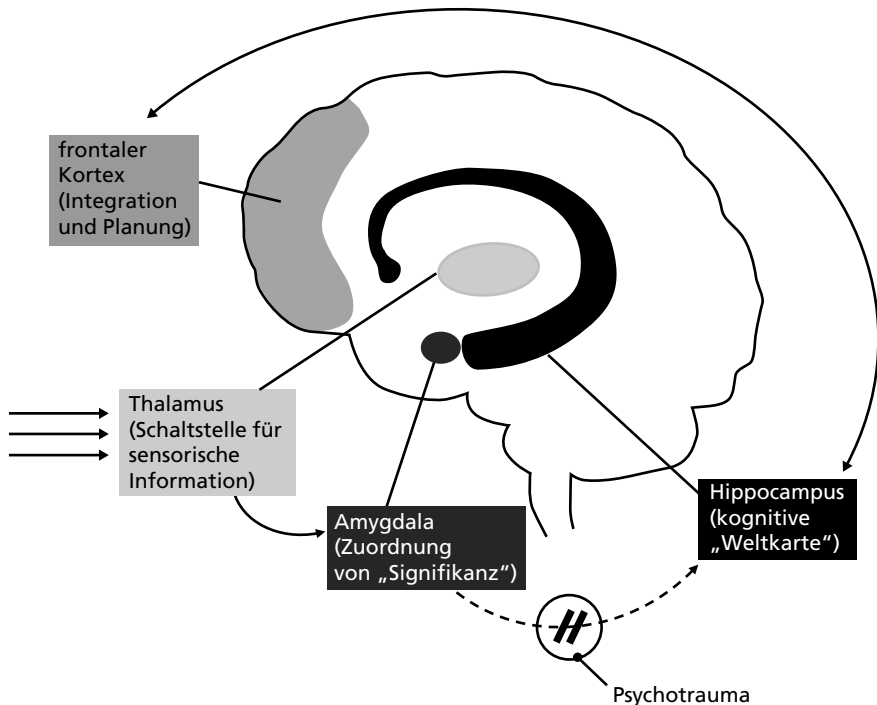 frontaler
Kortex
(Integration
und Planung)
Thalamus
(Schaltstelle für
sensorische
Information)
Amygdala
(Zuordnung
von „Signifikanz“)
Hippocampus
(kognitive
„Weltkarte“)
Psychotrauma